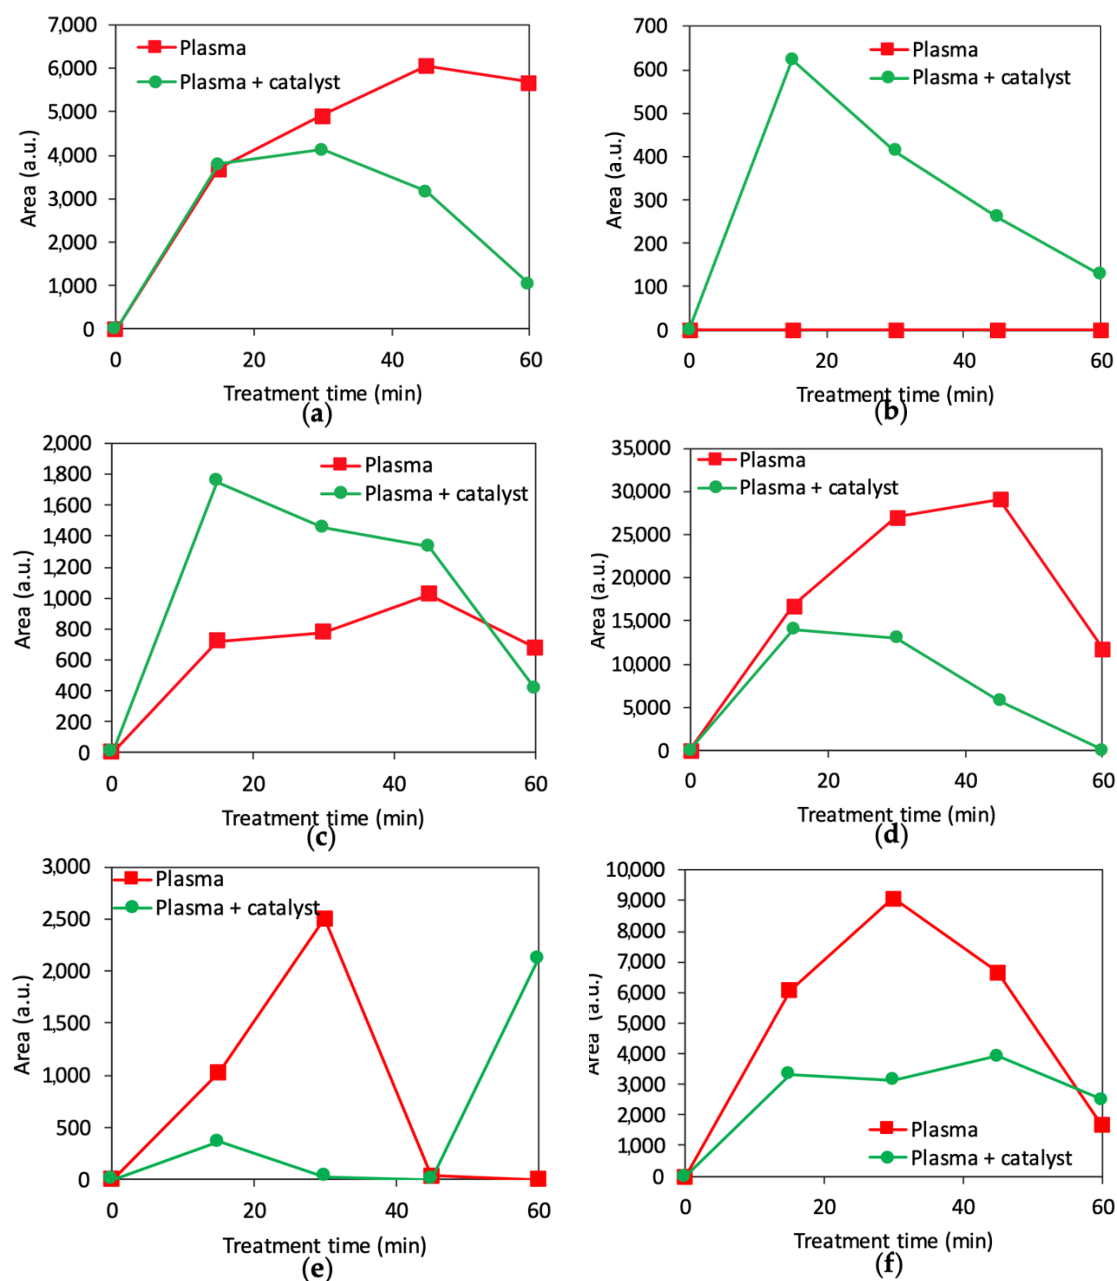 7,000
6,000
5,000
4,000
3,000
2,000
1,000
0
Area (a.u.)
Plasma
Plasma + catalyst
0 20 40 60
Treatment time (min)
(a)
700
600
500
400
300
200
100
0
Area (a.u.)
Plasma
Plasma + catalyst
0 20 40 60
Treatment time (min)
(b)
2,000
1,800
1,600
1,400
1,200
1,000
800
600
400
200
0
Area (a.u.)
Plasma
Plasma + catalyst
0 20 40 60
Treatment time (min)
(c)
35,000
30,000
25,000
20,000
15,000
10,000
5,000
0
Area (a.u.)
Plasma
Plasma + catalyst
0 20 40 60
Treatment time (min)
(d)
3,000
2,500
2,000
1,500
1,000
500
0
Area (a.u.)
Plasma
Plasma + catalyst
0 20 40 60
Treatment time (min)
(e)
10,000
9,000
8,000
7,000
6,000
5,000
4,000
3,000
2,000
1,000
0
Area (a.u.)
Plasma
Plasma + catalyst
0 20 40 60
Treatment time (min)
(f)